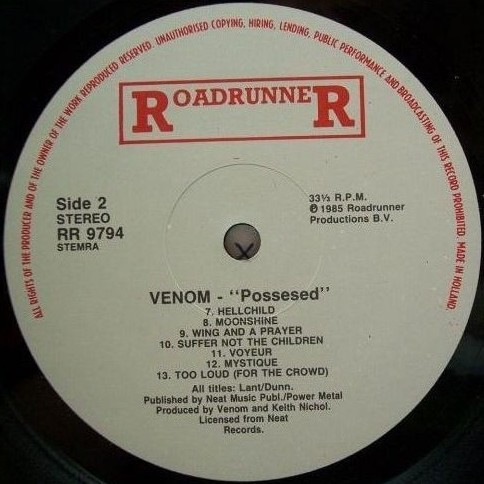 ALL RIGHTS OF THE PRODUCER AND OF THE OWNER OF THE WORK REPRODUCED RESERVED. UNAUTHORISED COPYING, HIRING, LENDING, PUBLIC PERFORMANCE AND BROADCASTING OF THIS RECORD PROHIBITED. MADE IN HOLLAND.
ROADRUNNER
Side 2
STEREO
RR 9794
STEMRA
33⅓ R.P.M.
℗ 1985 Roadrunner
Productions B.V.
X
VENOM - "Possesed"
7. HELLCHILD
8. MOONSHINE
9. WING AND A PRAYER
10. SUFFER NOT THE CHILDREN
11. VOYEUR
12. MYSTIQUE
13. TOO LOUD (FOR THE CROWD)
All titles: Lant/Dunn.
Published by Neat Music Publ./Power Metal
Produced by Venom and Keith Nichol.
Licensed from Neat
Records.